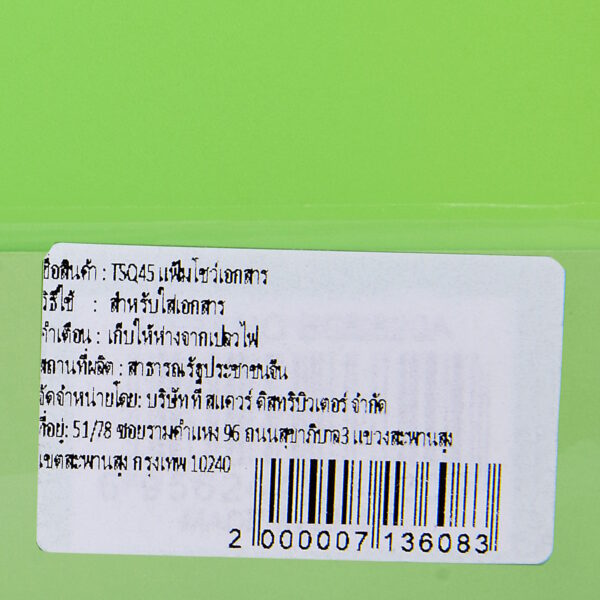 ชื่อสินค้า : TSQ45 แฟ้มโชว์เอกสาร
วิธีใช้ : สำหรับใส่เอกสาร
คำเตือน : เก็บให้ห่างจากเปลวไฟ
สถานที่ผลิต : สาธารณรัฐประชาชนจีน
จัดจำหน่ายโดย: บริษัท ที สแควร์ ดิสทริบิวเตอร์ จำกัด
ที่อยู่: 51/78 ซอยรามคำแหง 96 ถนนสุขาภิบาล3 แขวงสะพานสูง
เขตสะพานสูง กรุงเทพ 10240
2 000007 136083